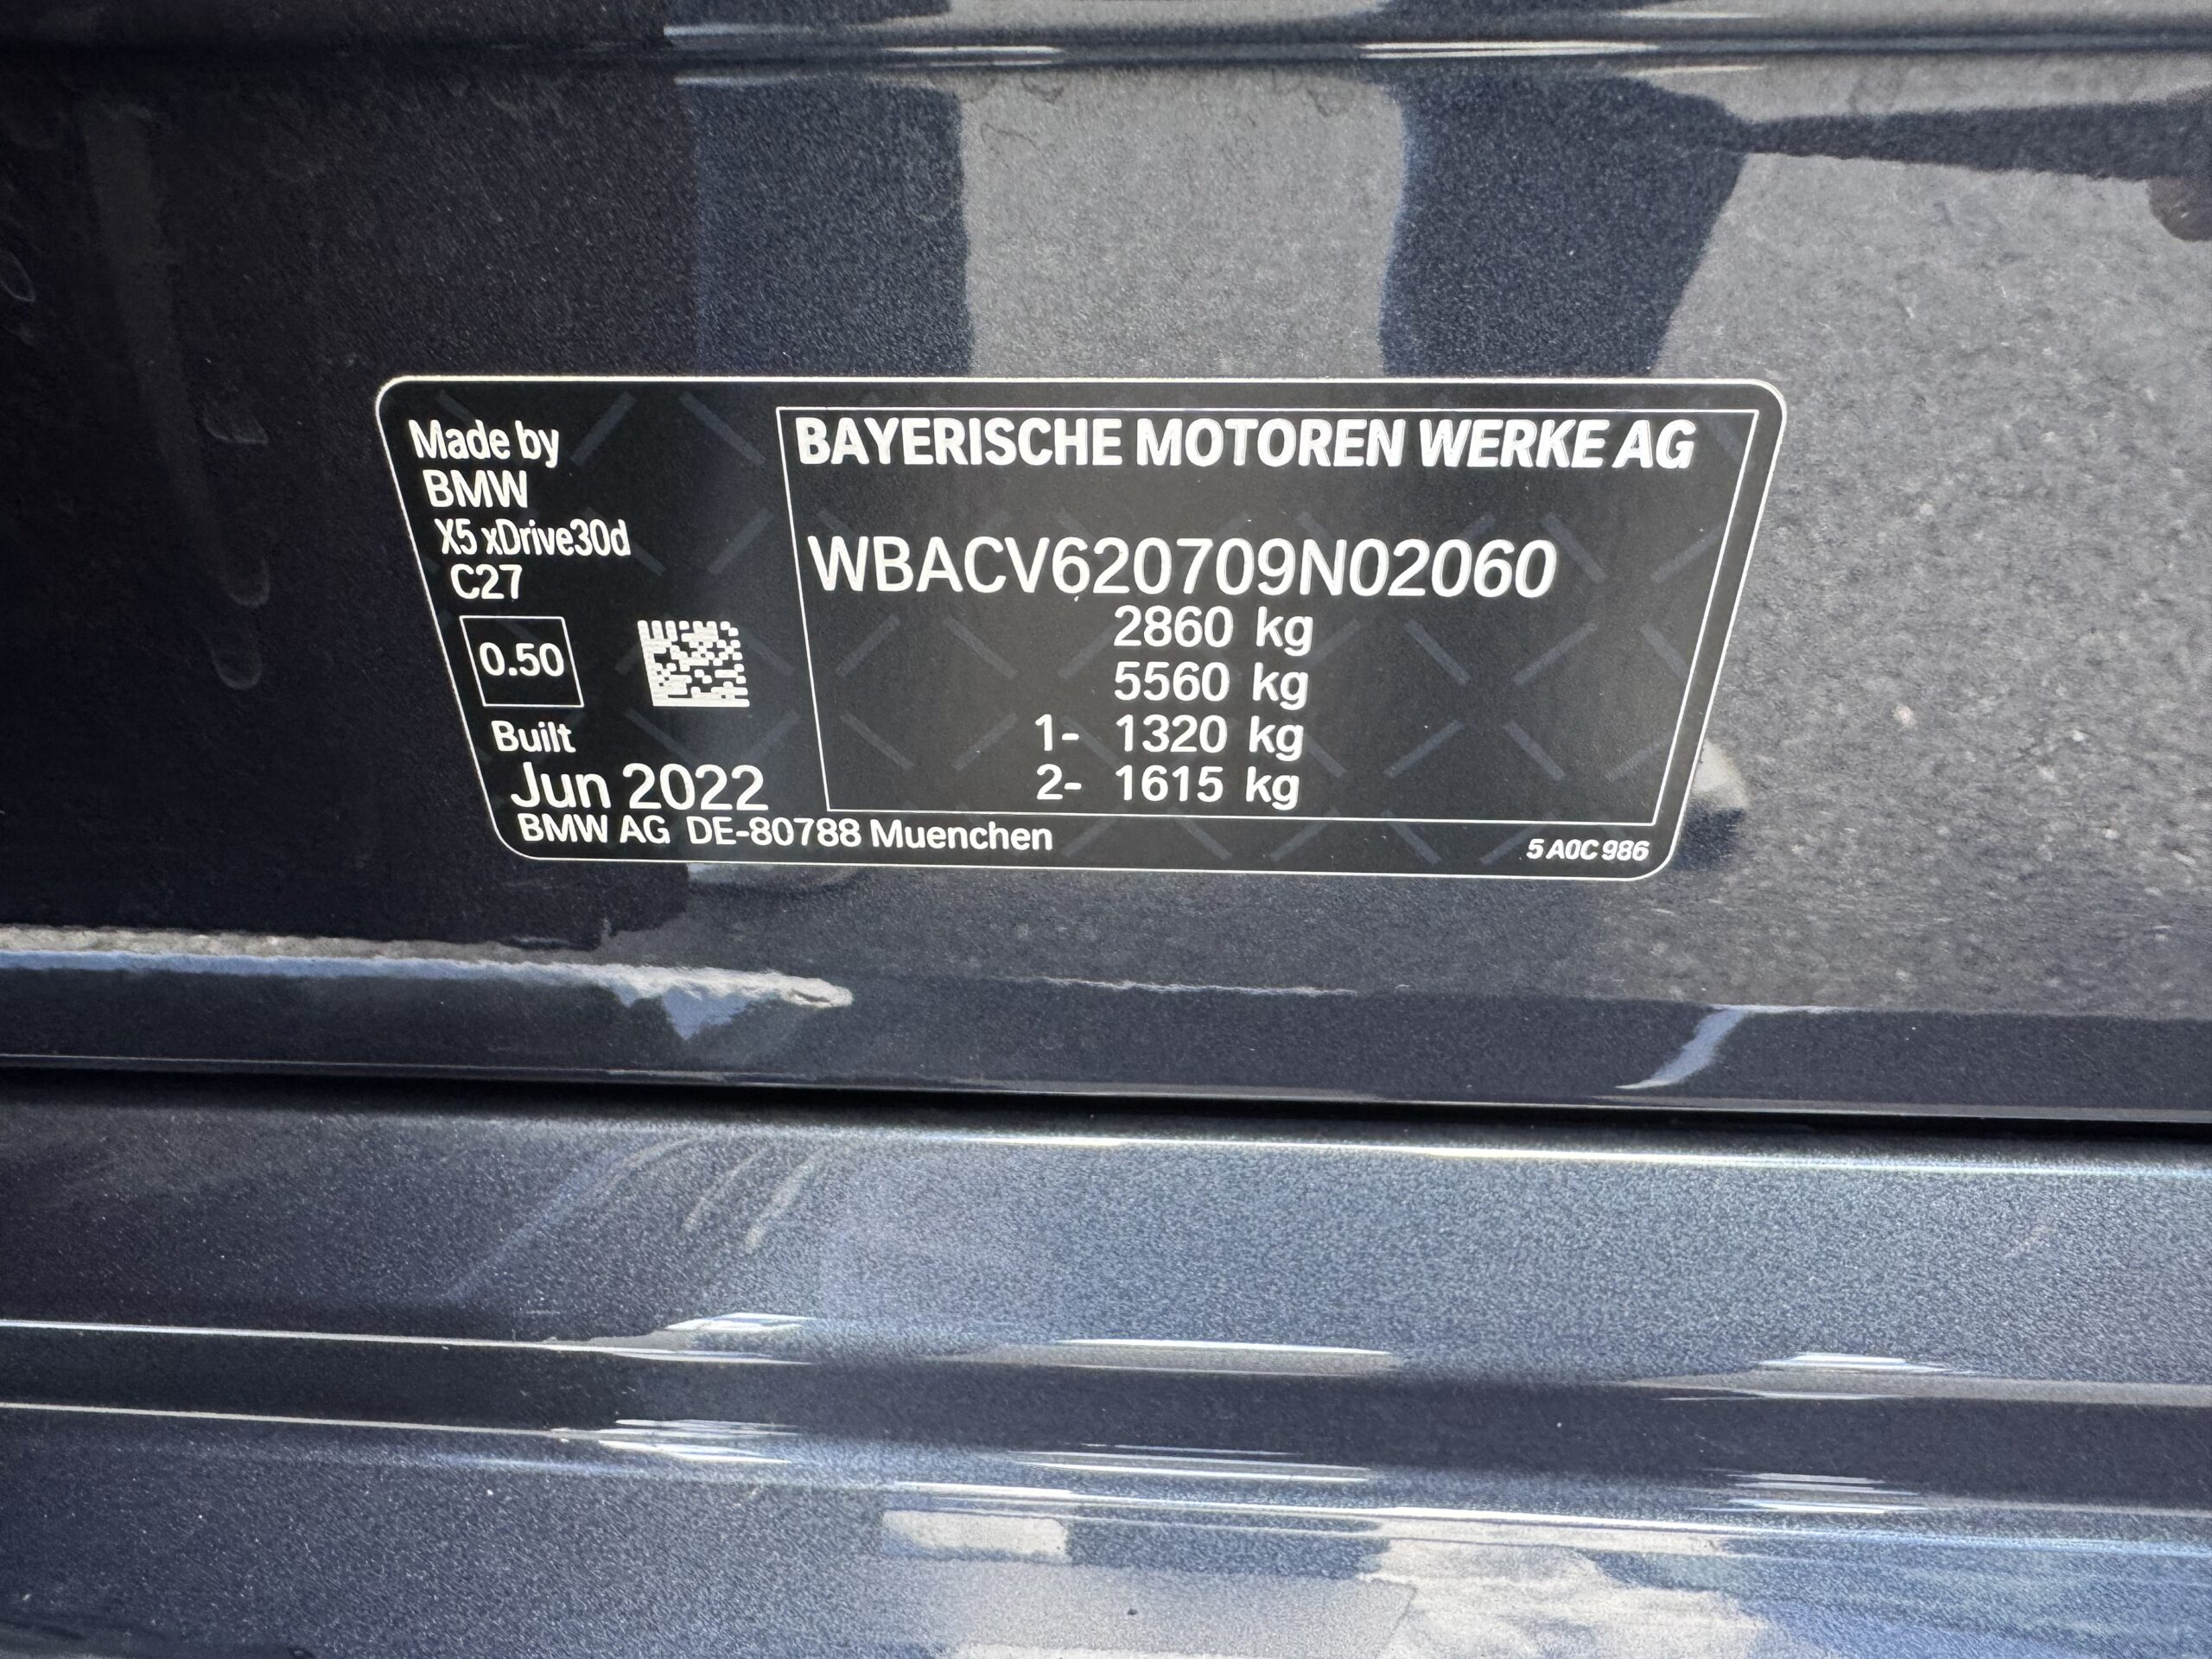 Made by
BMW
X5 xDrive30d
C27
0.50
Built
Jun 2022
BMW AG DE-80788 Muenchen
BAYERISCHE MOTOREN WERKE AG
WBACV620709N02060
2860 kg
5560 kg
1- 1320 kg
2- 1615 kg
5 A0C 986